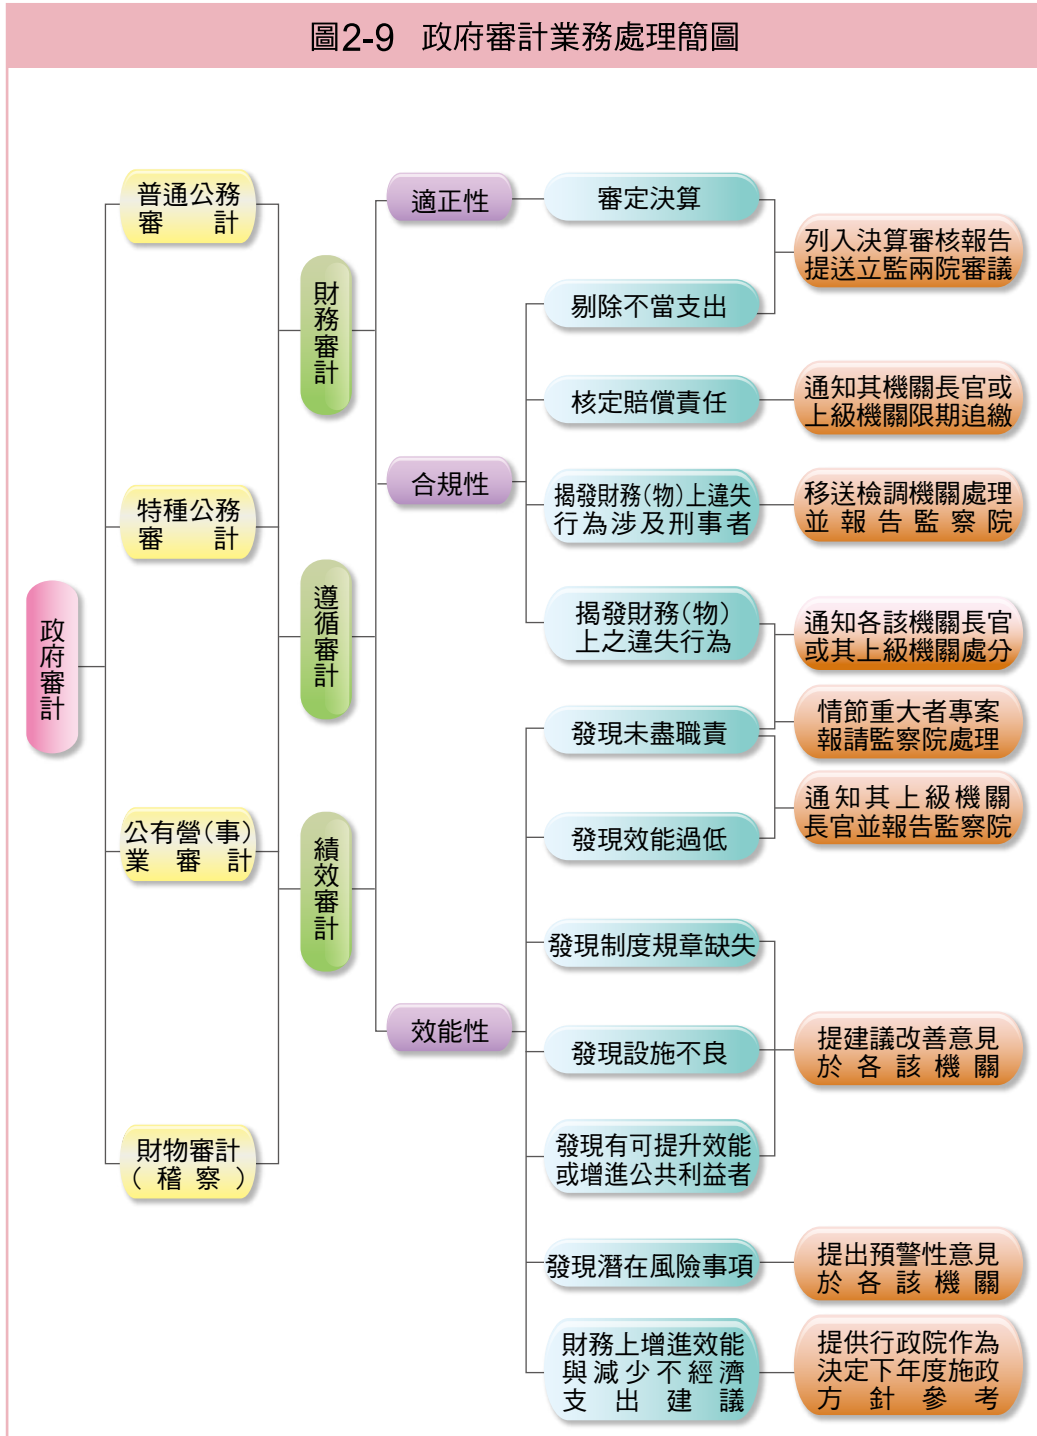 圖2-9 政府審計業務處理簡圖
政府審計
普通公務
審計
特種公務
審計
公有營(事)
業審計
財物審計
(稽察)
財務審計
遵循審計
績效審計
適正性
合規性
效能性
審定決算
剔除不當支出
核定賠償責任
揭發財務(物)上違失
行為涉及刑事者
揭發財務(物)
上之違失行為
發現未盡職責
發現效能過低
發現制度規章缺失
發現設施不良
發現有可提升效能
或增進公共利益者
發現潛在風險事項
財務上增進效能
與減少不經濟
支出建議
列入決算審核報告
提送立監兩院審議
通知其機關長官或
上級機關限期追繳
移送檢調機關處理
並報告監察院
通知各該機關長官
或其上級機關處分
情節重大者專案
報請監察院處理
通知其上級機關
長官並報告監察院
提建議改善意見
於各該機關
提出預警性意見
於各該機關
提供行政院作為
決定下年度施政
方針參考